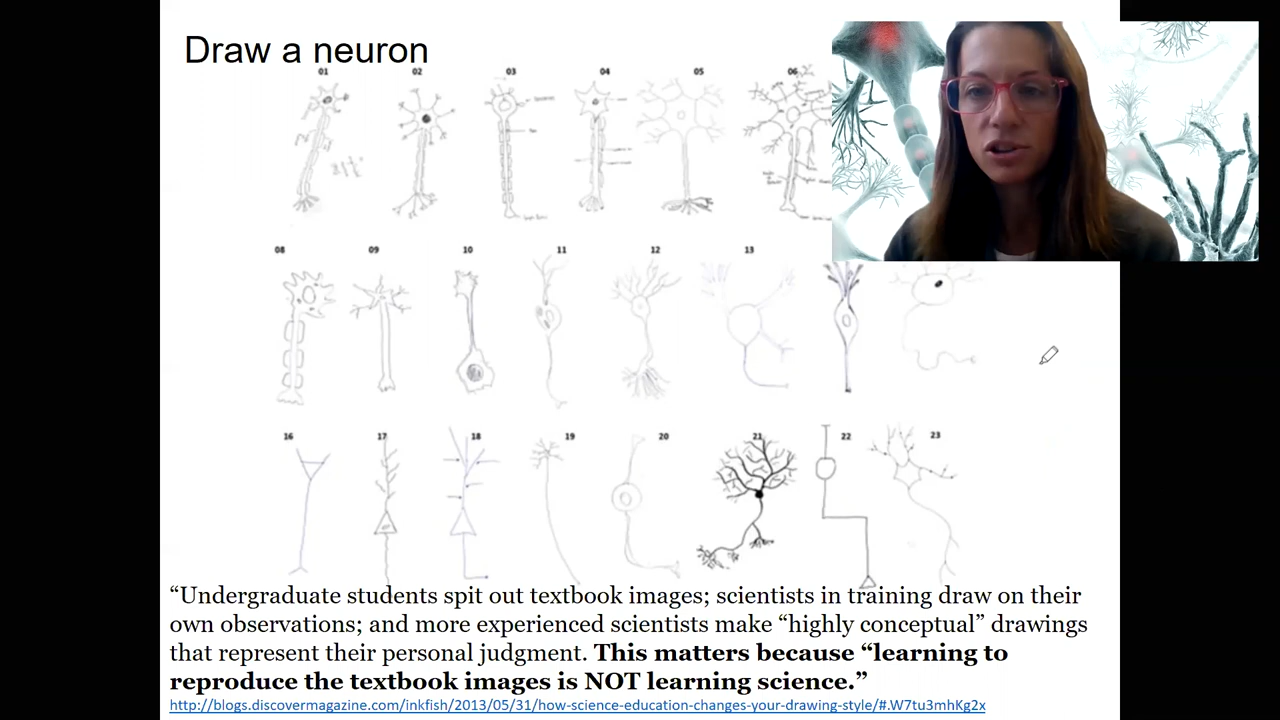 Draw a neuron
01 02 03 04 05 06
08 09 10 11 12 13
16 17 18 19 20 21 22 23
“Undergraduate students spit out textbook images; scientists in training draw on their
own observations; and more experienced scientists make “highly conceptual” drawings
that represent their personal judgment. This matters because “learning to
reproduce the textbook images is NOT learning science.”
http://blogs.discovermagazine.com/inkfish/2013/05/31/how-science-education-changes-your-drawing-style/#.W7tu3mhKg2x